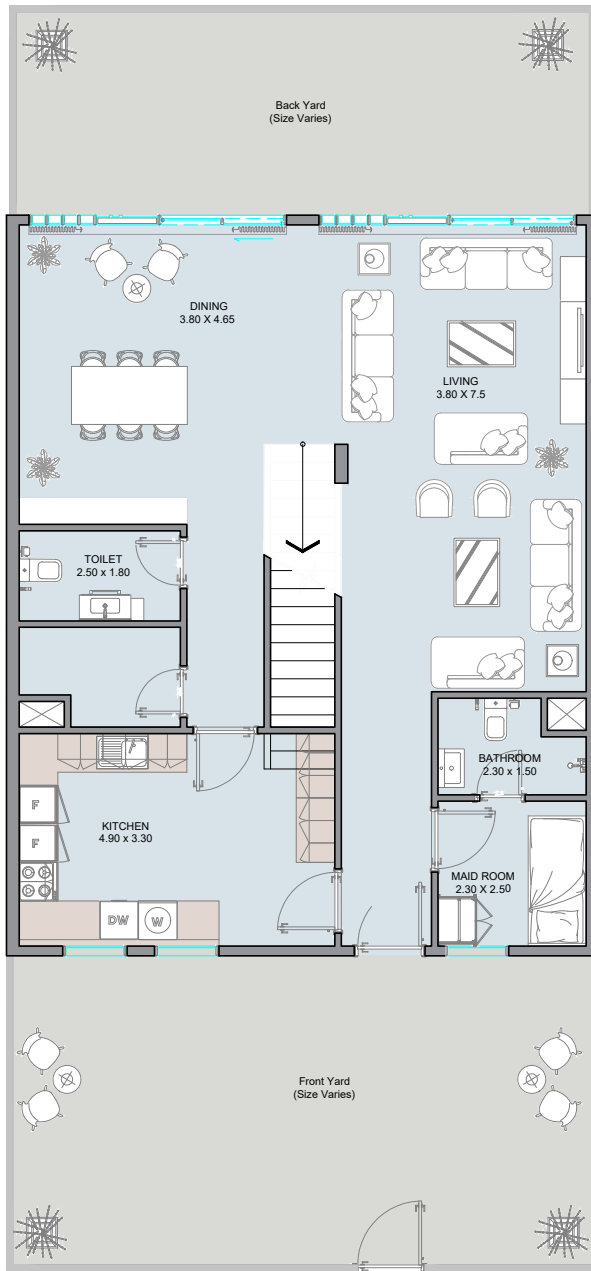 Back Yard
(Size Varies)
DINING
3.80 X 4.65
LIVING
3.80 X 7.5
TOILET
2.50 x 1.80
BATHROOM
2.30 x 1.50
KITCHEN
4.90 x 3.30
F
F
MAID ROOM
2.30 X 2.50
DW
W
Front Yard
(Size Varies)